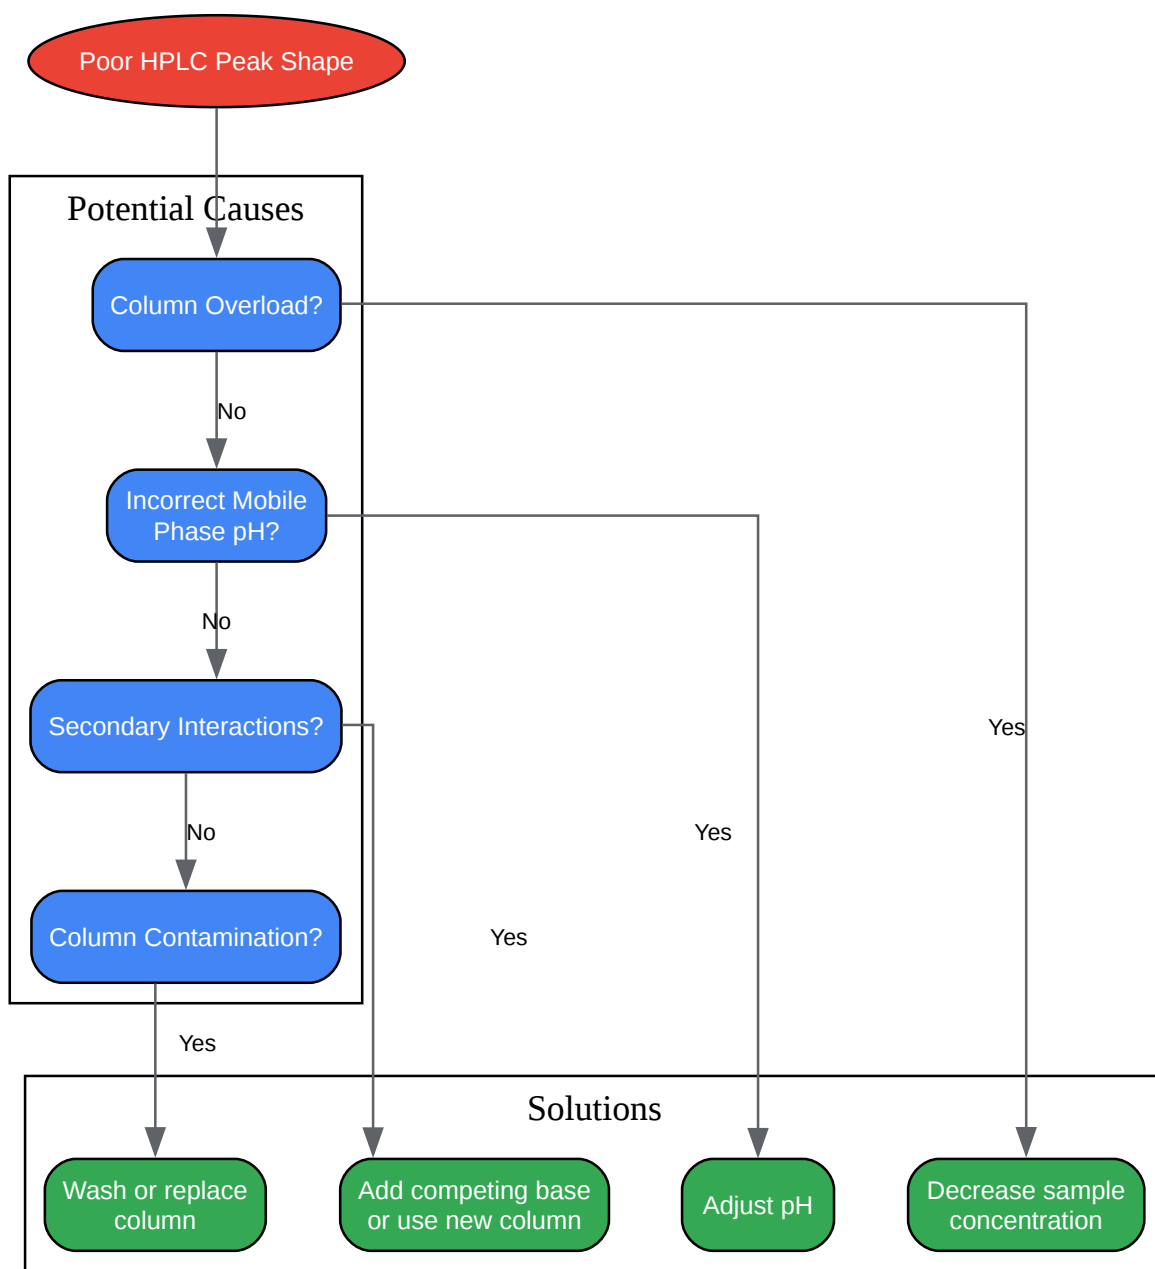 Poor HPLC Peak Shape
Potential Causes
Column Overload?
No
Incorrect Mobile
Phase pH?
No
Secondary Interactions?
Yes
No
Yes
Column Contamination?
Yes
Yes
Solutions
Wash or replace
column
Add competing base
or use new column
Adjust pH
Decrease sample
concentration